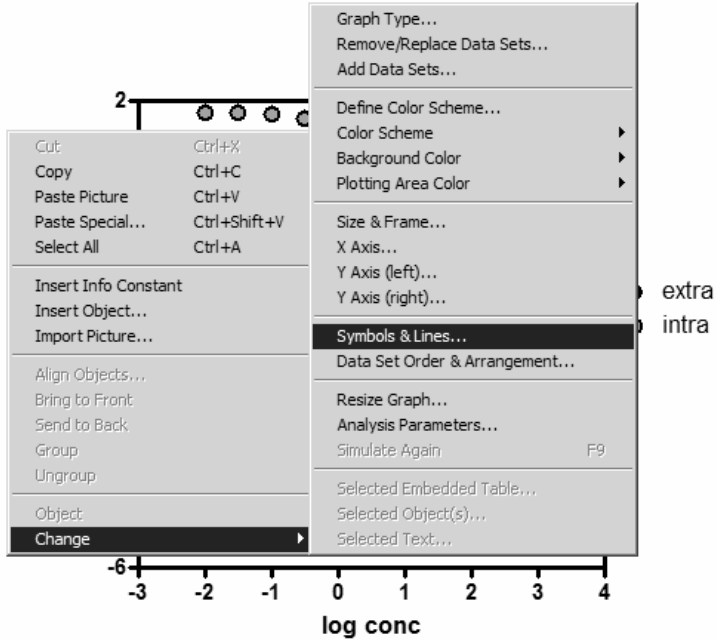 Graph Type...
Remove/Replace Data Sets...
Add Data Sets...
Define Color Scheme...
Color Scheme
Background Color
Plotting Area Color
Size & Frame...
X Axis...
Y Axis (left)...
Y Axis (right)...
Symbols & Lines...
Data Set Order & Arrangement...
Resize Graph...
Analysis Parameters...
Simulate Again F9
Selected Embedded Table...
Selected Object(s)...
Selected Text...
2
Cut Ctrl+X
Copy Ctrl+C
Paste Picture Ctrl+V
Paste Special... Ctrl+Shift+V
Select All Ctrl+A
Insert Info Constant
Insert Object...
Import Picture...
Align Objects...
Bring to Front
Send to Back
Group
Ungroup
Object
Change
extra
intra
-6
-3 -2 -1 0 1 2 3 4
log conc